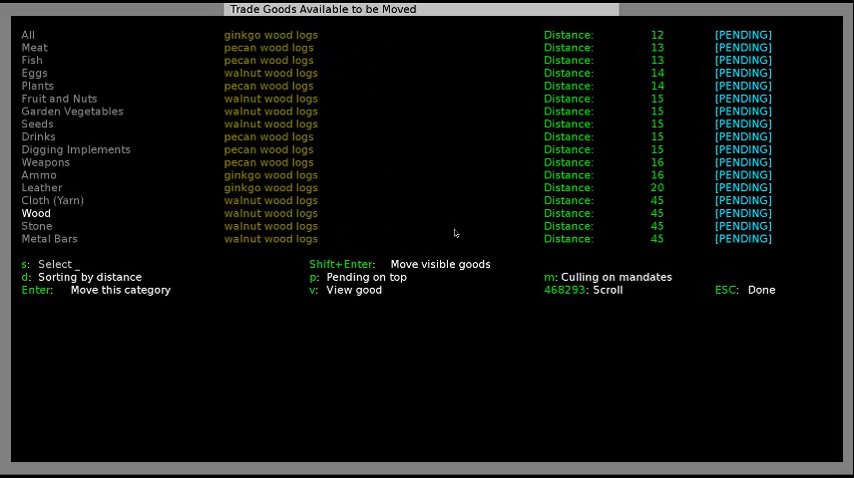 Trade Goods Available to be Moved
All ginkgo wood logs Distance: 12 [PENDING]
Meat pecan wood logs Distance: 13 [PENDING]
Fish pecan wood logs Distance: 13 [PENDING]
Eggs walnut wood logs Distance: 14 [PENDING]
Plants pecan wood logs Distance: 14 [PENDING]
Fruit and Nuts walnut wood logs Distance: 15 [PENDING]
Garden Vegetables walnut wood logs Distance: 15 [PENDING]
Seeds walnut wood logs Distance: 15 [PENDING]
Drinks pecan wood logs Distance: 15 [PENDING]
Digging Implements walnut wood logs Distance: 15 [PENDING]
Weapons pecan wood logs Distance: 16 [PENDING]
Ammo ginkgo wood logs Distance: 16 [PENDING]
Leather ginkgo wood logs Distance: 20 [PENDING]
Cloth (Yarn) walnut wood logs Distance: 45 [PENDING]
Wood walnut wood logs Distance: 45 [PENDING]
Stone walnut wood logs Distance: 45 [PENDING]
Metal Bars walnut wood logs Distance: 45 [PENDING]
s: Select _ Shift+Enter: Move visible goods
d: Sorting by distance p: Pending on top m: Culling on mandates
Enter: Move this category v: View good 468293: Scroll ESC: Done